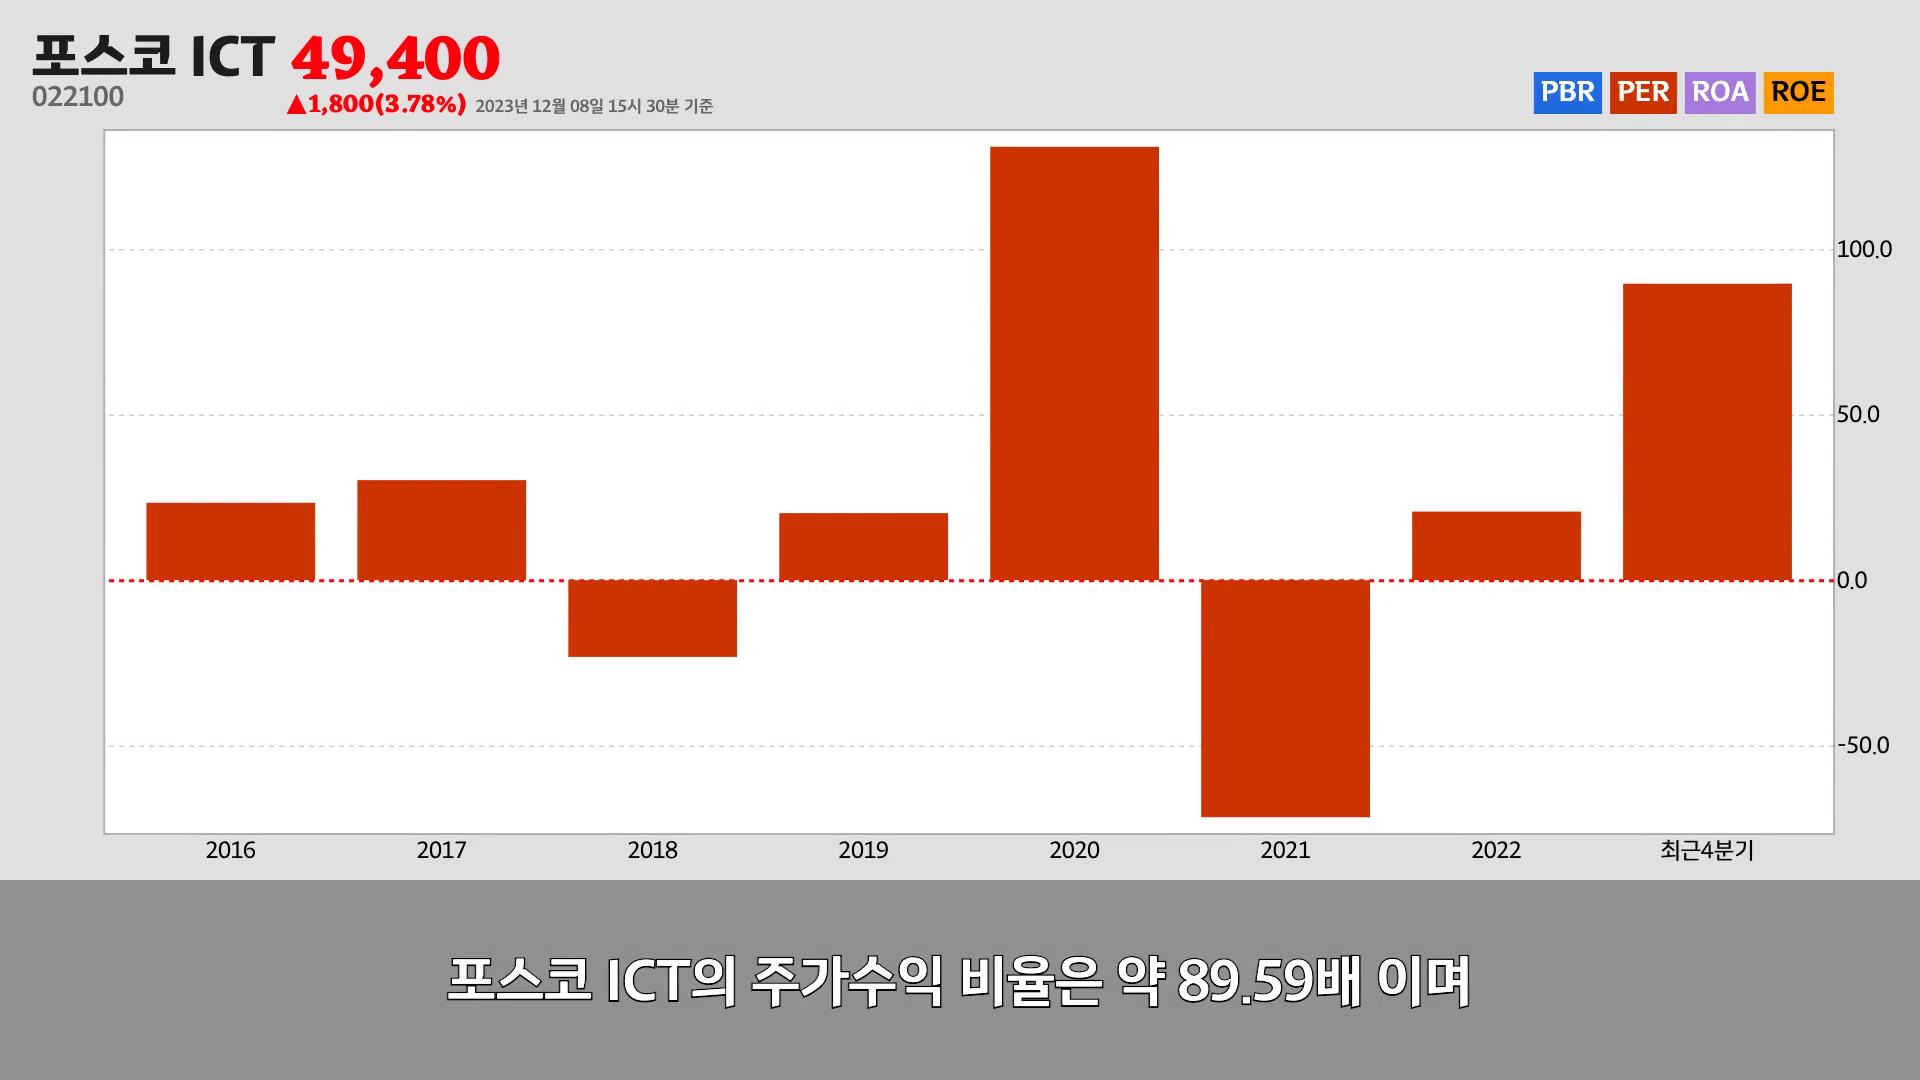 포스코 ICT 49,400
022100
▲1,800(3.78%) 2023년 12월 08일 15시 30분 기준
PBR PER ROA ROE
100.0
50.0
0.0
-50.0
2016 2017 2018 2019 2020 2021 2022 최근4분기
포스코 ICT의 주가수익 비율은 약 89.59배 이며